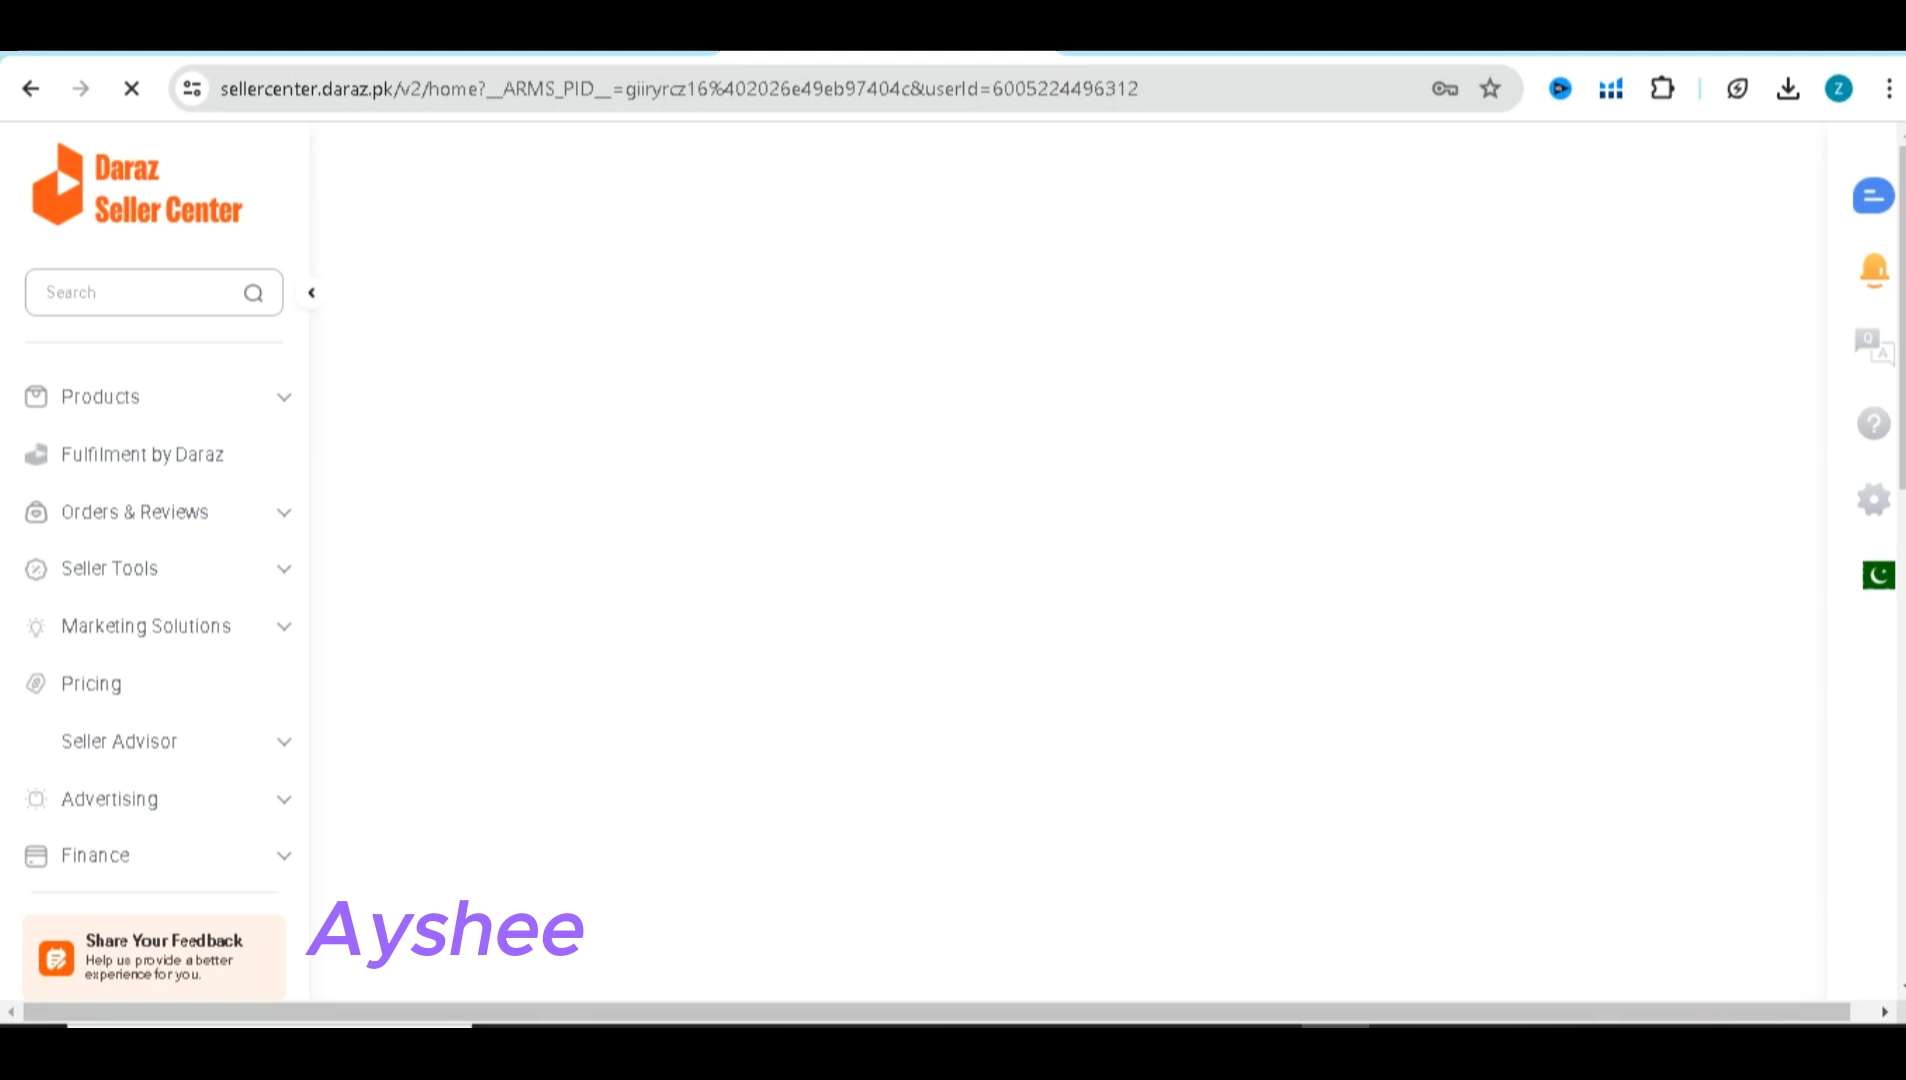 sellercenter.daraz.pk/v2/home?__ARMS_PID__=giiryrcz16%402026e49eb97404c&userId=6005224496312
Z
Daraz
Seller Center
Search
Products
Fulfilment by Daraz
Orders & Reviews
Seller Tools
Marketing Solutions
Pricing
Seller Advisor
Advertising
Finance
Share Your Feedback
Help us provide a better
experience for you.
Ayshee
Q
A